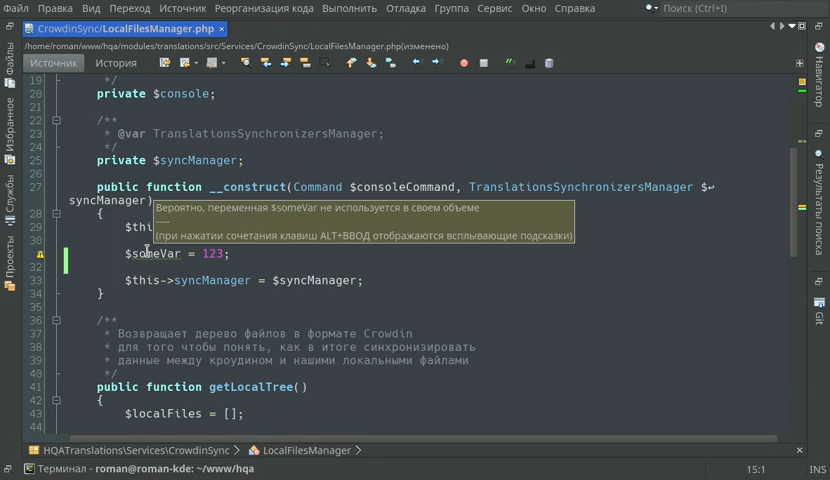 Файл Правка Вид Переход Источник Реорганизация кода Выполнить Отладка Группа Сервис Окно Справка Поиск (Ctrl+I)
CrowdinSync/LocalFilesManager.php ×
/home/roman/www/hqa/modules/translations/src/Services/CrowdinSync/LocalFilesManager.php(изменено)
Источник История
19 */
20 private $console;
21
22 /**
23 * @var TranslationsSynchronizersManager;
24 */
25 private $syncManager;
26
27 public function __construct(Command $consoleCommand, TranslationsSynchronizersManager $↩
syncManager)
Вероятно, переменная $someVar не используется в своем объеме
----
(при нажатии сочетания клавиш ALT+ВВОД отображаются всплывающие подсказки)
28 {
29 $thi
30
$someVar = 123;
32
33 $this->syncManager = $syncManager;
34 }
35
36 /**
37 * Возвращает дерево файлов в формате Crowdin
38 * для того чтобы понять, как в итоге синхронизировать
39 * данные между кроудином и нашими локальными файлами
40 */
41 public function getLocalTree()
42 {
43 $localFiles = [];
44
HQATranslations\Services\CrowdinSync LocalFilesManager ×
Терминал - roman@roman-kde: ~/www/hqa 15:1 INS
Файлы
Избранное
Службы
Проекты
Навигатор
Результаты поиска
Git